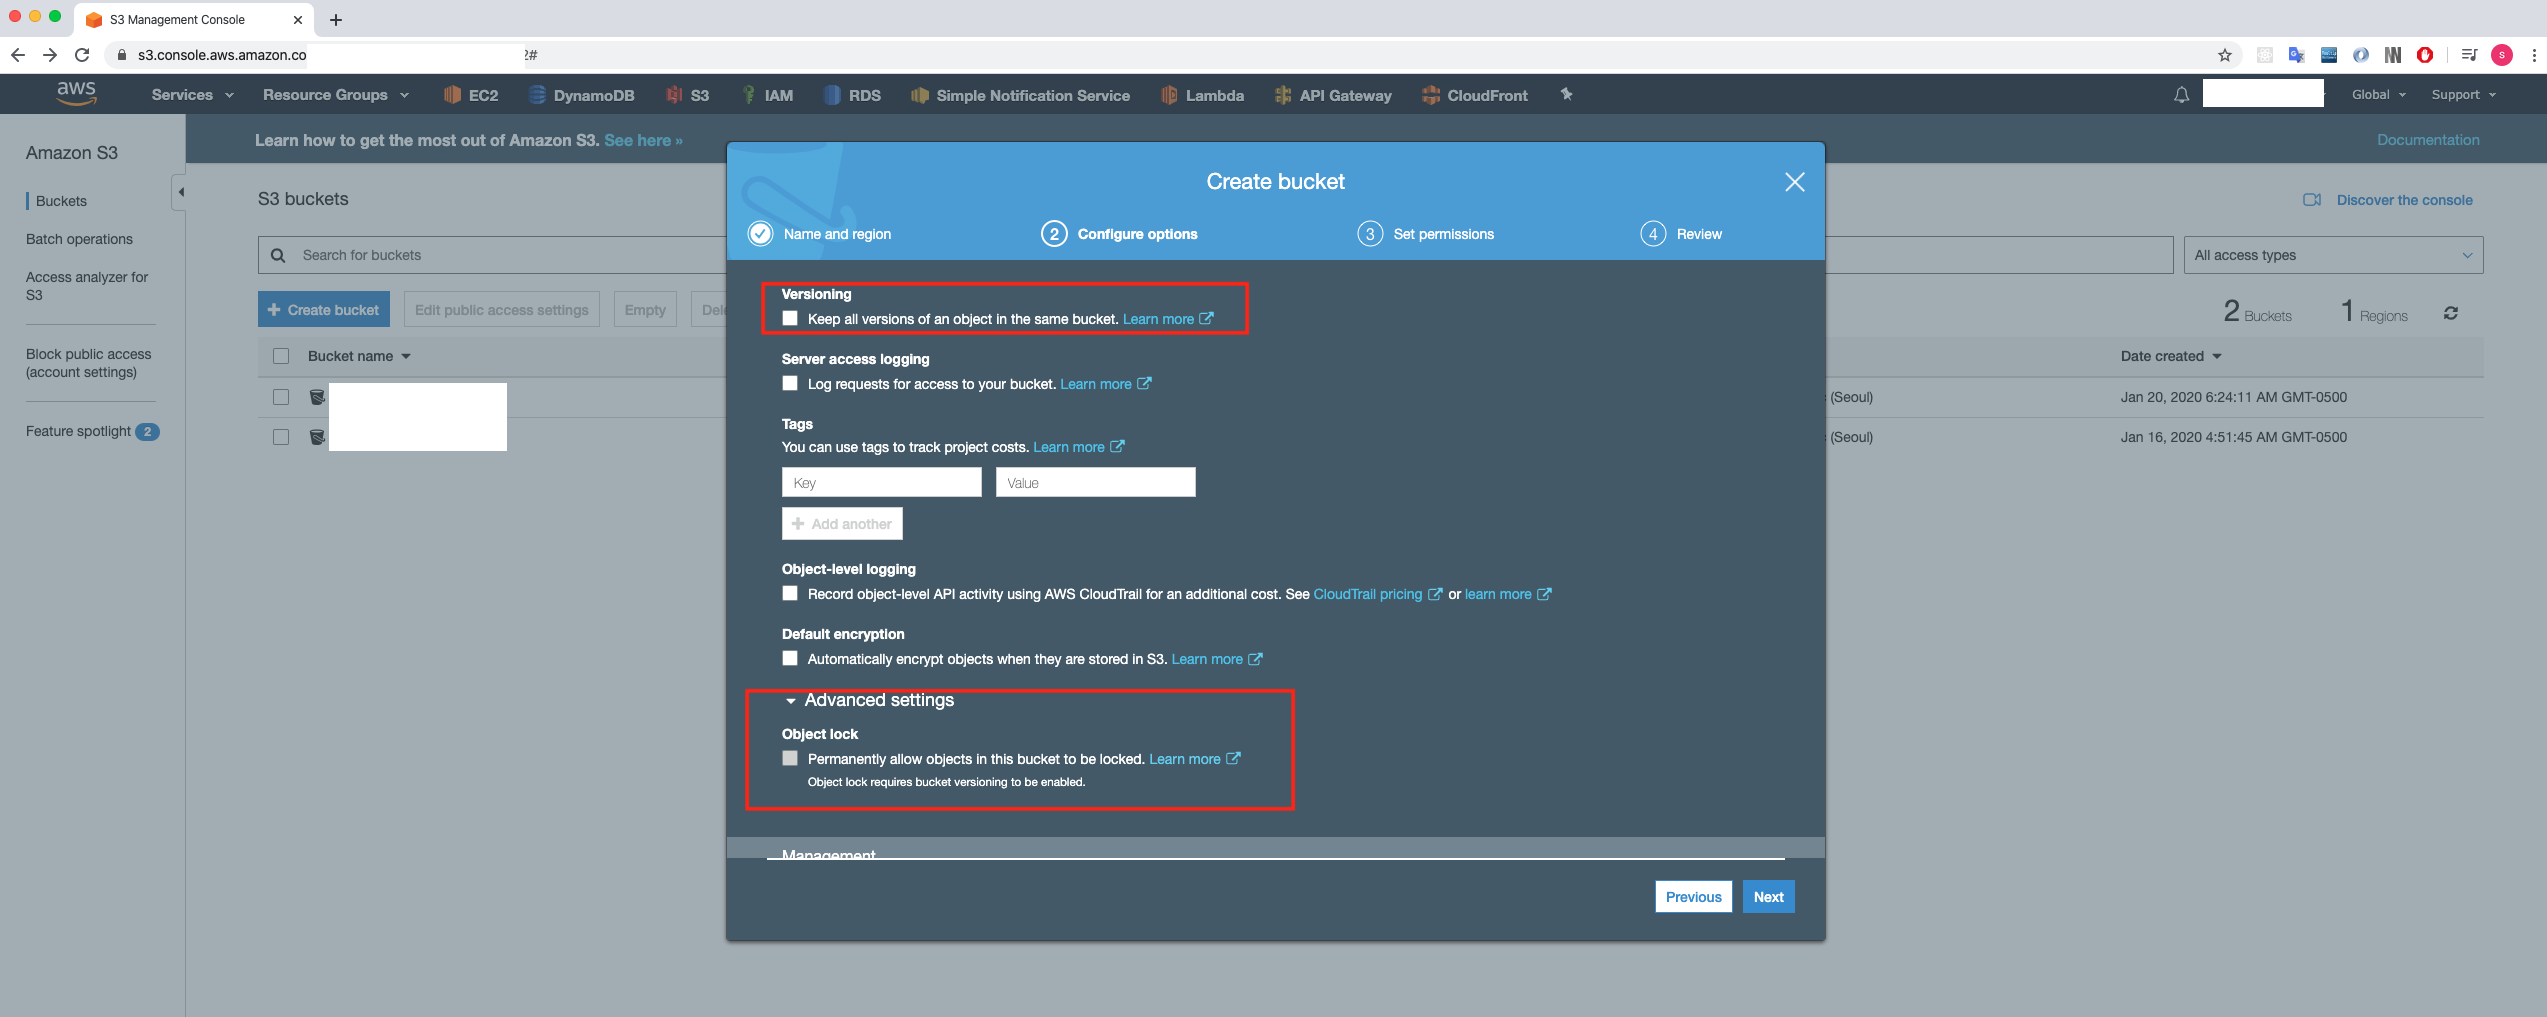 S3 Management Console
s3.console.aws.amazon.co
2#
S
aws
Services
Resource Groups
EC2
DynamoDB
S3
IAM
RDS
Simple Notification Service
Lambda
API Gateway
CloudFront
Global
Support
Amazon S3
Buckets
Batch operations
Access analyzer for
S3
Block public access
(account settings)
Feature spotlight 2
Learn how to get the most out of Amazon S3. See here »
Documentation
S3 buckets
Discover the console
Search for buckets
All access types
Create bucket
Edit public access settings
Empty
Dele
2 Buckets
1 Regions
Bucket name
Date created
(Seoul)
Jan 20, 2020 6:24:11 AM GMT-0500
(Seoul)
Jan 16, 2020 4:51:45 AM GMT-0500
Create bucket
Name and region
2 Configure options
3 Set permissions
4 Review
Versioning
Keep all versions of an object in the same bucket. Learn more
Server access logging
Log requests for access to your bucket. Learn more
Tags
You can use tags to track project costs. Learn more
Key
Value
Add another
Object-level logging
Record object-level API activity using AWS CloudTrail for an additional cost. See CloudTrail pricing or learn more
Default encryption
Automatically encrypt objects when they are stored in S3. Learn more
Advanced settings
Object lock
Permanently allow objects in this bucket to be locked. Learn more
Object lock requires bucket versioning to be enabled.
Management
Previous
Next